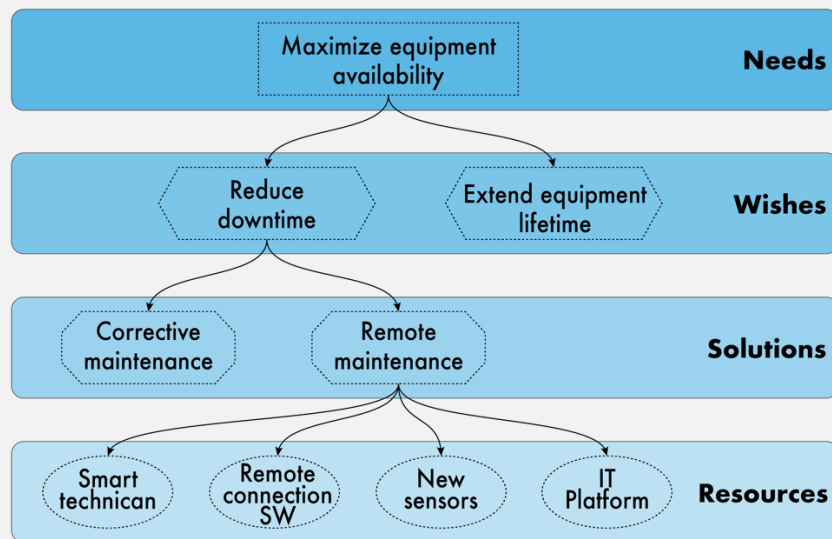 Maximize equipment
availability
Needs
Reduce
downtime
Extend equipment
lifetime
Wishes
Corrective
maintenance
Remote
maintenance
Solutions
Smart
technican
Remote
connection
SW
New
sensors
IT
Platform
Resources